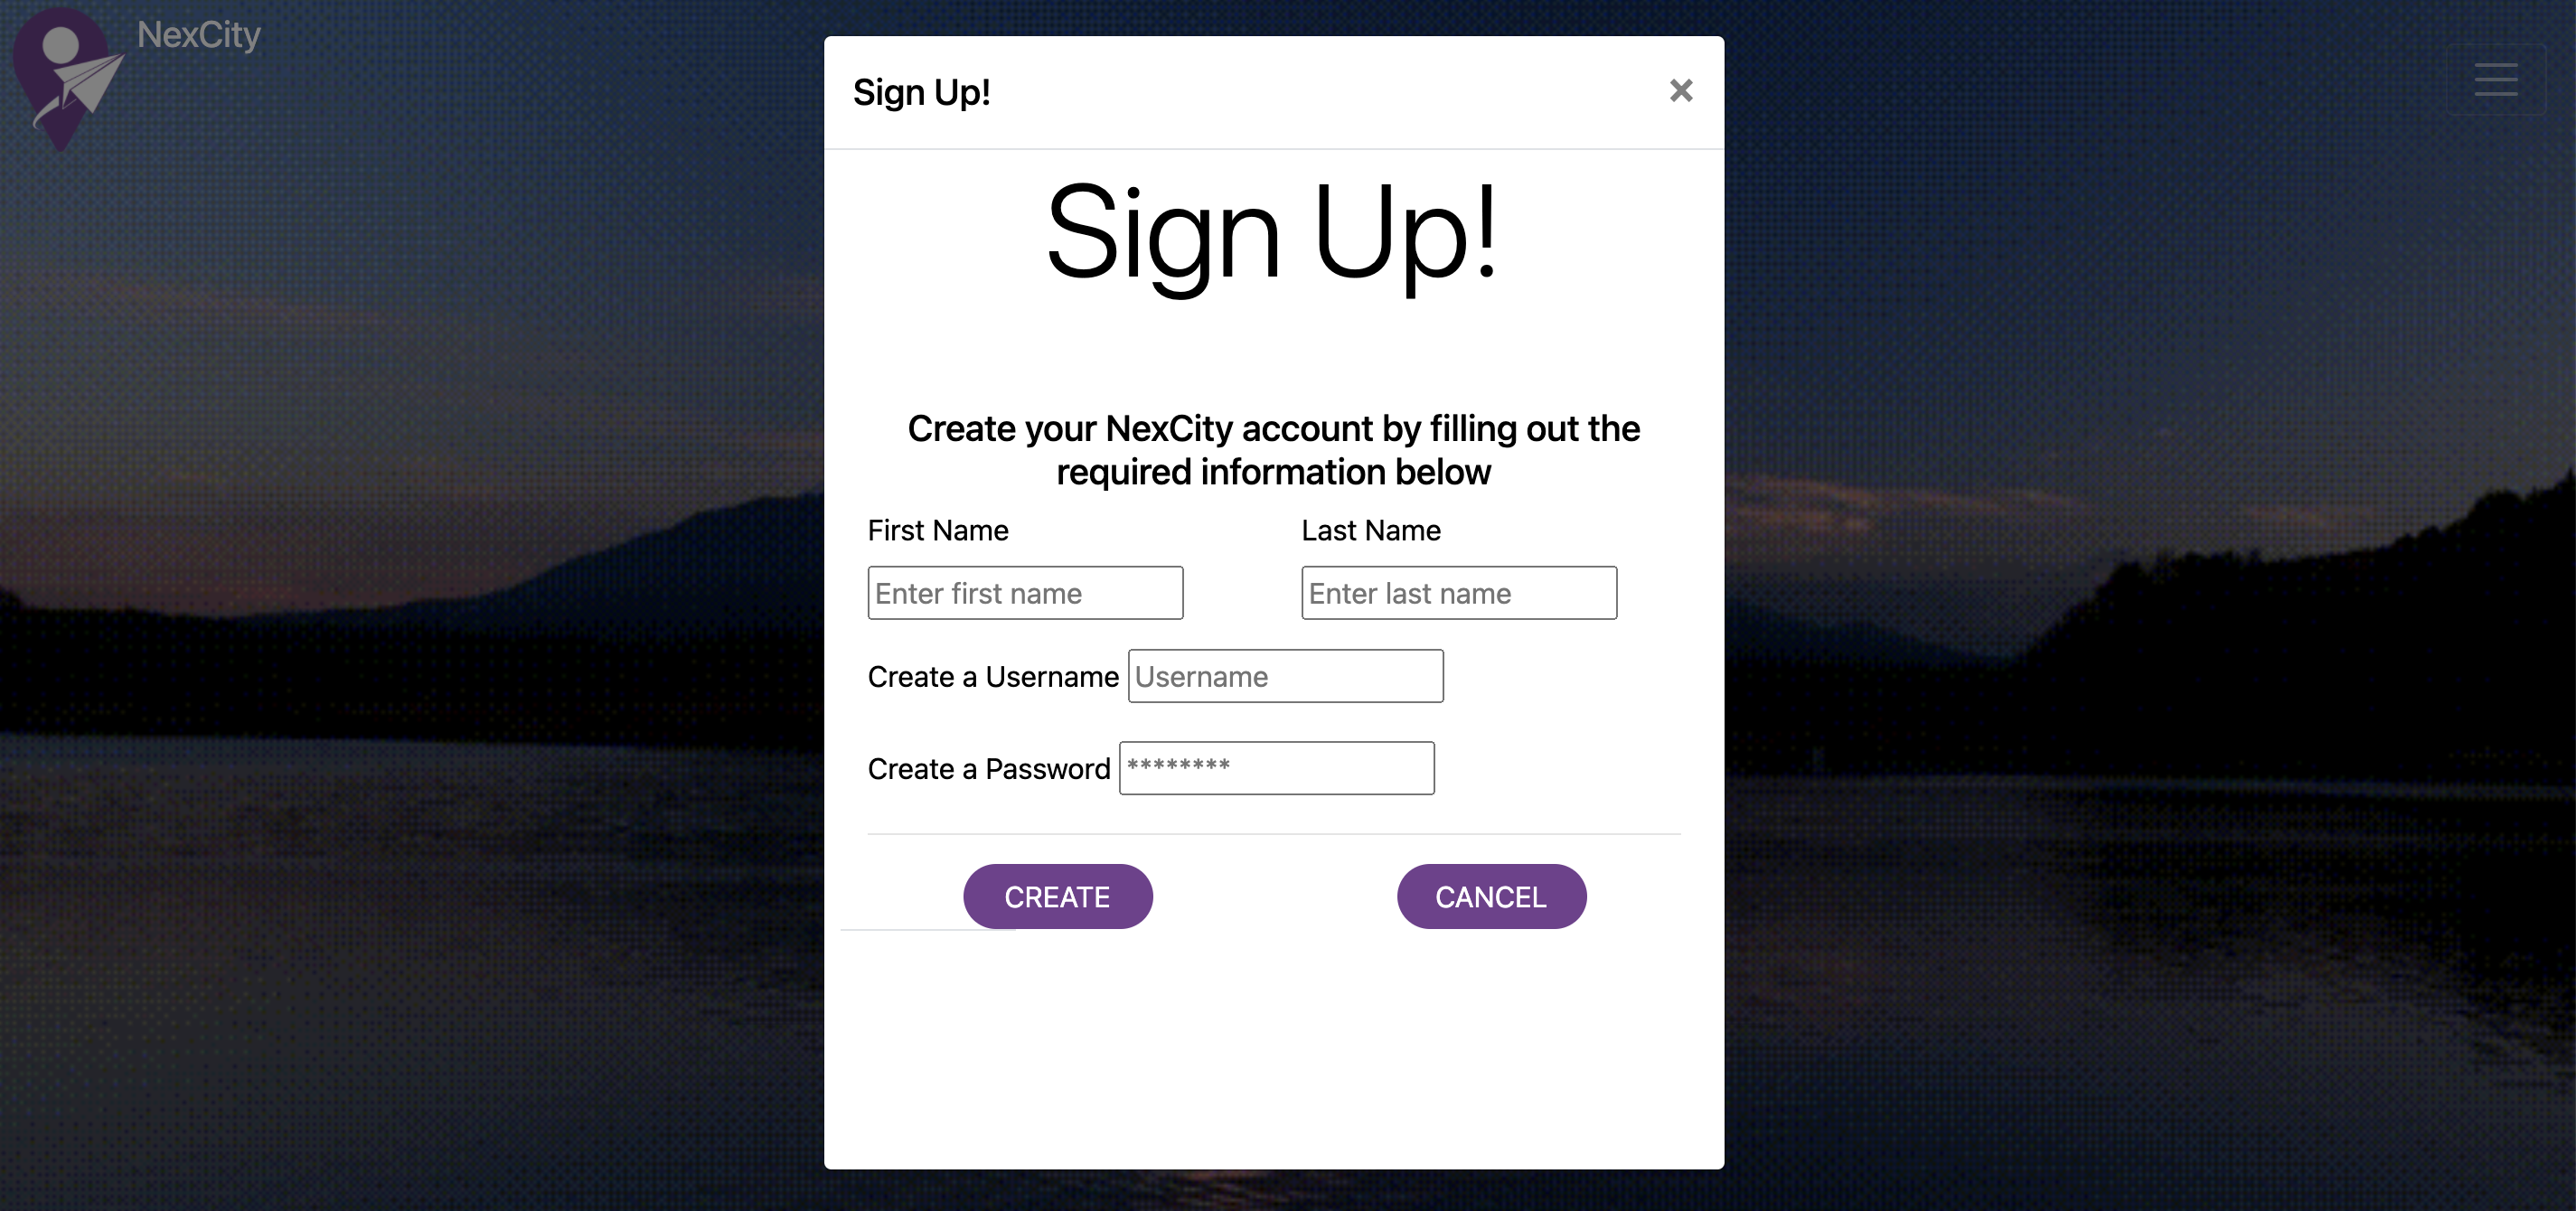 NexCity
Sign Up!
×
Sign Up!
Create your NexCity account by filling out the
required information below
First Name
Last Name
Enter first name
Enter last name
Create a Username
Username
Create a Password
********
CREATE
CANCEL